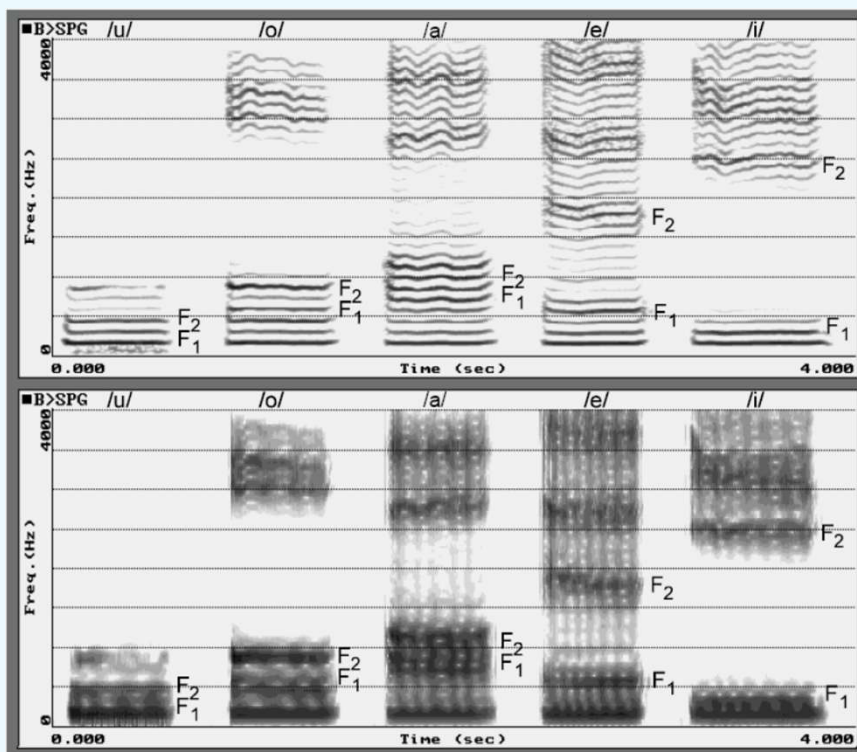 ■B>SPG /u/ /o/ /a/ /e/ /i/
4000
Freq.(Hz)
F2
F2
F2
F2
F2
F1
F1
F1
F1
F1
0
0.000 Time (sec) 4.000
■B>SPG /u/ /o/ /a/ /e/ /i/
4000
Freq.(Hz)
F2
F2
F2
F2
F2
F1
F1
F1
F1
F1
0
0.000 Time (sec) 4.000